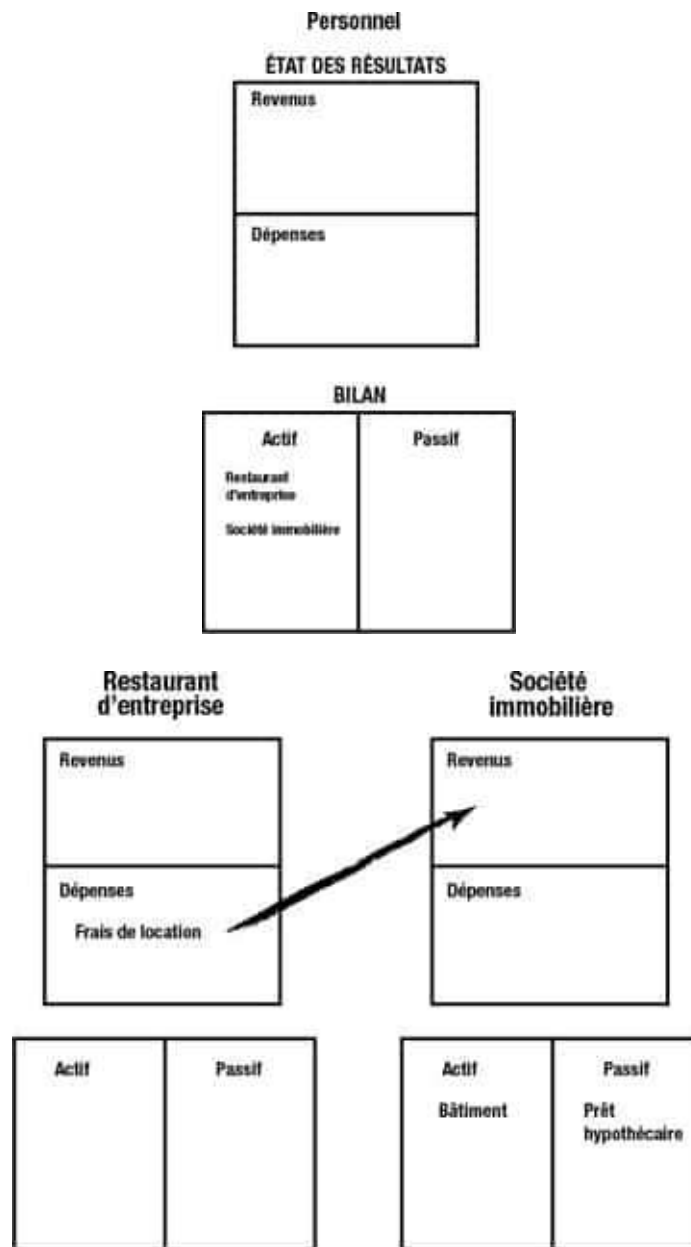 Personnel
ÉTAT DES RÉSULTATS
Revenus
Dépenses
BILAN
Actif
Passif
Restaurant
d'entreprise
Société immobilière
Restaurant
d'entreprise
Société
immobilière
Revenus
Revenus
Dépenses
Frais de location
Dépenses
Actif
Passif
Actif
Bâtiment
Passif
Prêt
hypothécaire